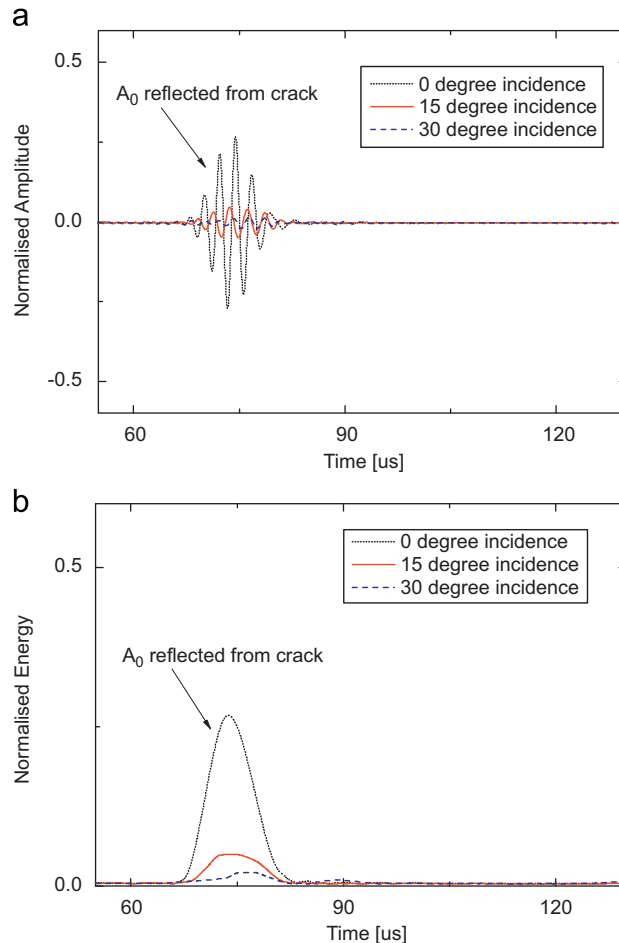 a
0.5
A0 reflected from crack
0 degree incidence
15 degree incidence
30 degree incidence
0.0
Normalised Amplitude
-0.5
60 90 120
Time [us]
b
0.5
0 degree incidence
15 degree incidence
30 degree incidence
A0 reflected from crack
Normalised Energy
0.0
60 90 120
Time [us]